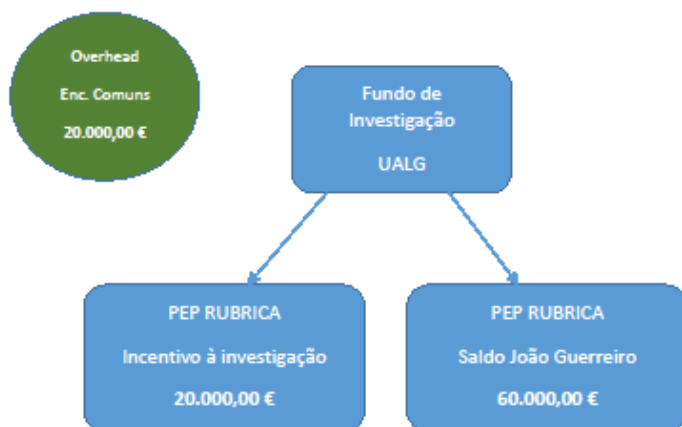 Overhead
Enc. Comuns
20.000,00 €
Fundo de
Investigação
UALG
PEP RUBRICA
Incentivo à investigação
20.000,00 €
PEP RUBRICA
Saldo João Guerreiro
60.000,00 €